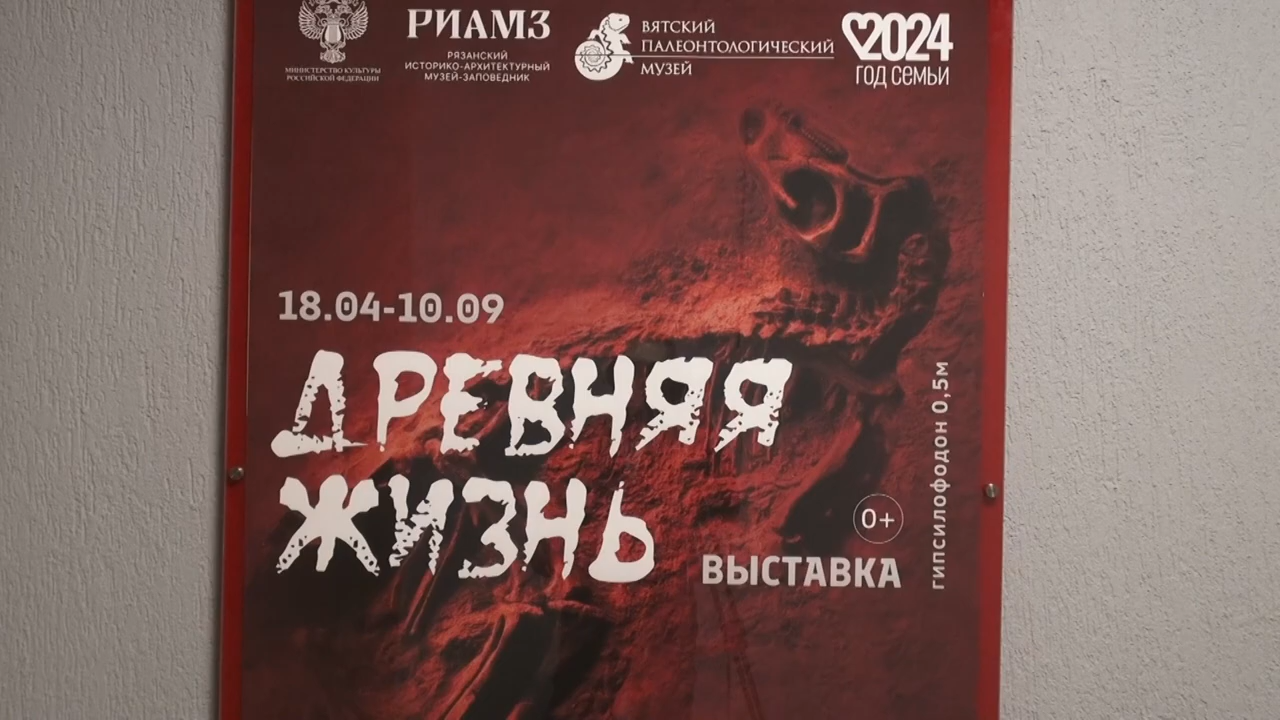 МИНИСТЕРСТВО КУЛЬТУРЫ
РОССИЙСКОЙ ФЕДЕРАЦИИ
РИАМЗ
РЯЗАНСКИЙ
ИСТОРИКО-АРХИТЕКТУРНЫЙ
МУЗЕЙ-ЗАПОВЕДНИК
ВЯТСКИЙ
ПАЛЕОНТОЛОГИЧЕСКИЙ
МУЗЕЙ
2024
ГОД СЕМЬИ
18.04-10.09
ДРЕВНЯЯ
ЖИЗНЬ
0+
ВЫСТАВКА
ГИПСИЛОФОДОН 0,5м